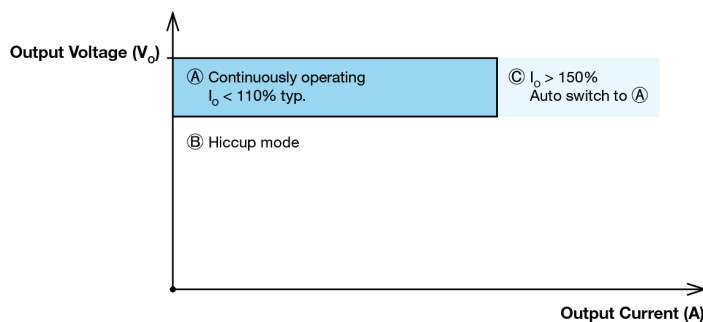 Output Voltage (Vo)
Ⓐ Continuously operating
Io < 110% typ.
Ⓒ Io > 150%
Auto switch to Ⓐ
Ⓑ Hiccup mode
Output Current (A)